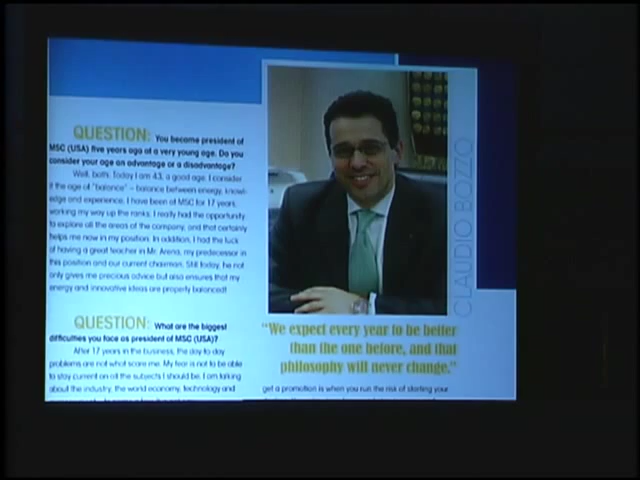 QUESTION: You became president of
MSC (USA) five years ago at a very young age. Do you
consider your age an advantage or a disadvantage?
Well, both. Today I am 43, a good age. I consider
it the age of "balance" – balance between energy, knowl-
edge and experience. I have been at MSC for 17 years,
working my way up the ranks. I really had the opportunity
to explore all the areas of the company, and that certainly
helps me now in my position. In addition, I had the luck
of having a great teacher in Mr. Arena, my predecessor in
this position and our current chairman. Still today, he not
only gives me precious advice but also ensures that my
energy and innovative ideas are properly balanced!
QUESTION: What are the biggest
difficulties you face as president of MSC (USA)?
After 17 years in the business, the day to day
problems are not what scare me. My fear is not to be able
to stay current on all the subjects I should be. I am talking
about the industry, the world economy, technology and
CLAUDIO BOZZO
"We expect every year to be better
than the one before, and that
philosophy will never change."
get a promotion is when you run the risk of starting your